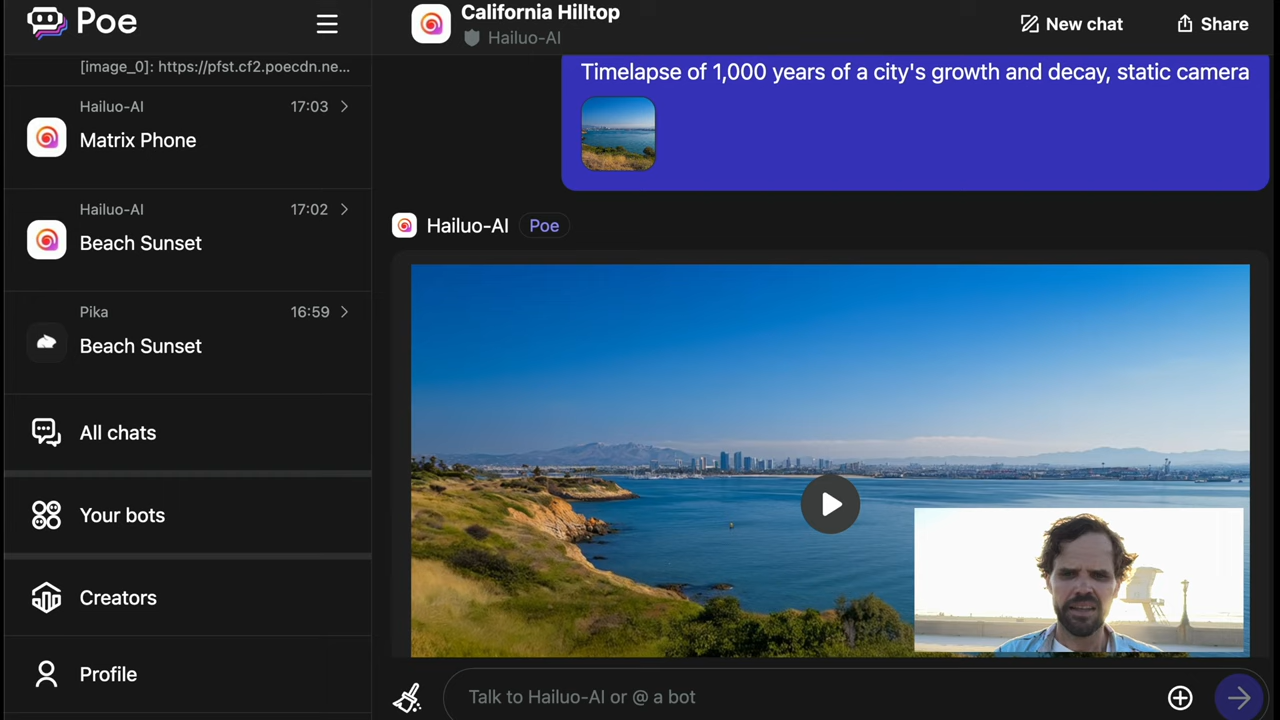 Poe
[image_0]: https://pfst.cf2.poecdn.ne...
Hailuo-AI 17:03
Matrix Phone
Hailuo-AI 17:02
Beach Sunset
Pika 16:59
Beach Sunset
All chats
Your bots
Creators
Profile
California Hilltop
Hailuo-AI
New chat
Share
Timelapse of 1,000 years of a city's growth and decay, static camera
Hailuo-AI Poe
Talk to Hailuo-AI or @ a bot